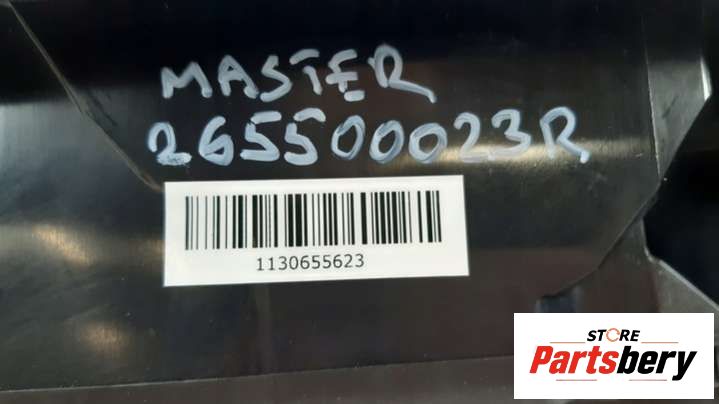 MASTER
265500023R
1130655623
STORE
Partsbery